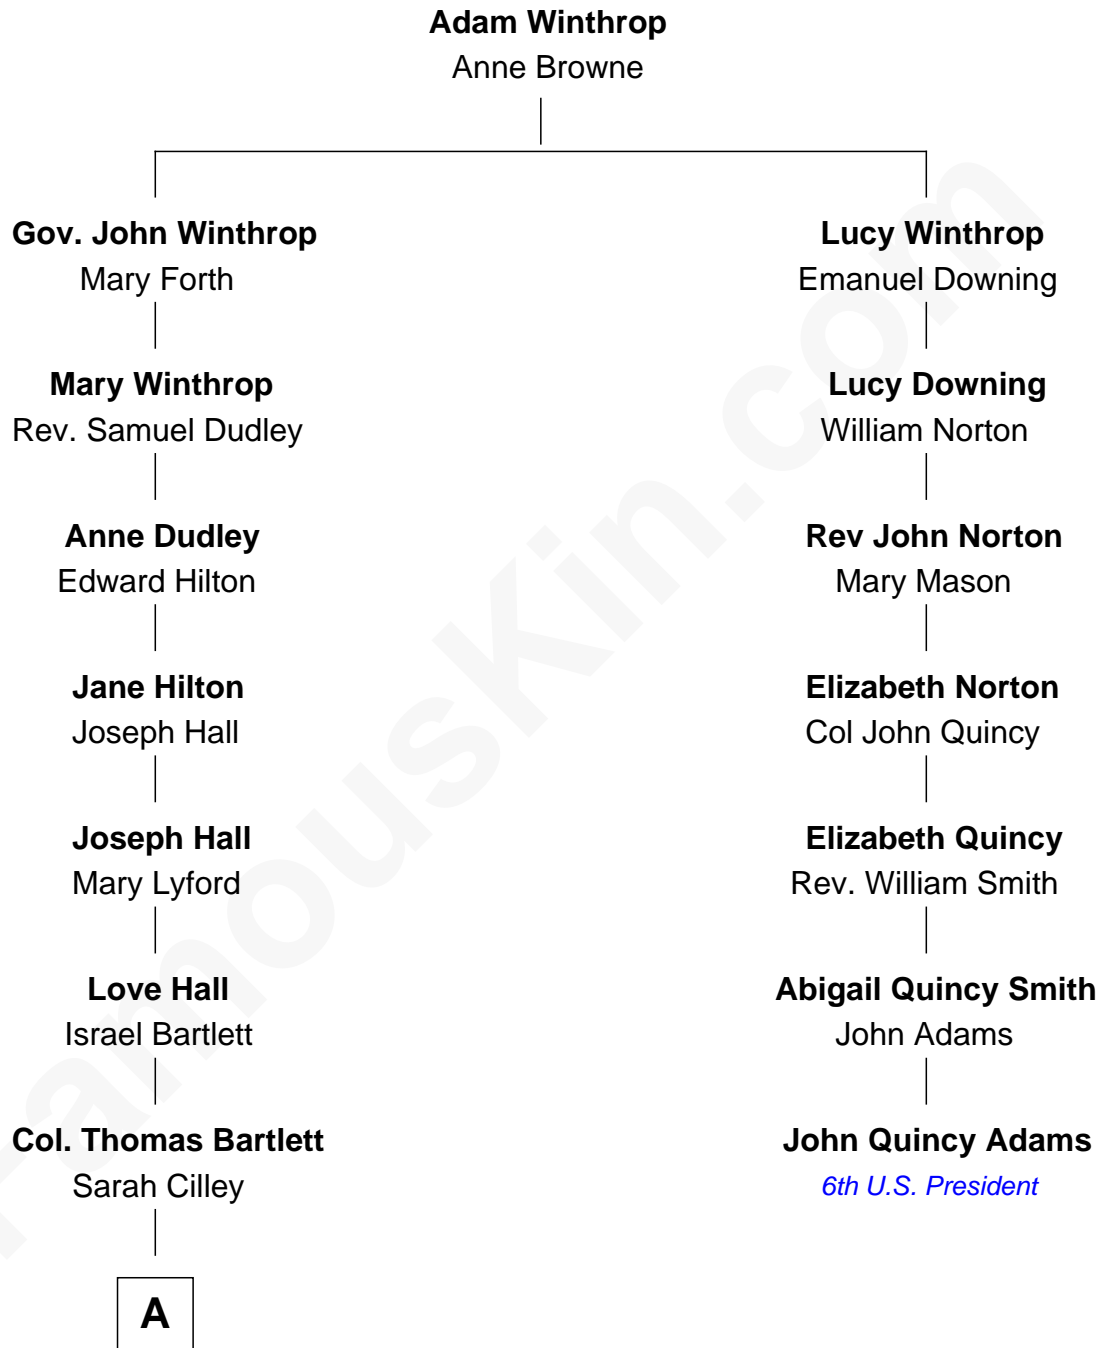 Adam Winthrop
Anne Browne
Gov. John Winthrop
Mary Forth
Lucy Winthrop
Emanuel Downing
Mary Winthrop
Rev. Samuel Dudley
Lucy Downing
William Norton
Anne Dudley
Edward Hilton
Rev John Norton
Mary Mason
Jane Hilton
Joseph Hall
Elizabeth Norton
Col John Quincy
Joseph Hall
Mary Lyford
Elizabeth Quincy
Rev. William Smith
Love Hall
Israel Bartlett
Abigail Quincy Smith
John Adams
Col. Thomas Bartlett
Sarah Cilley
John Quincy Adams
6th U.S. President
A
FamousKin.com